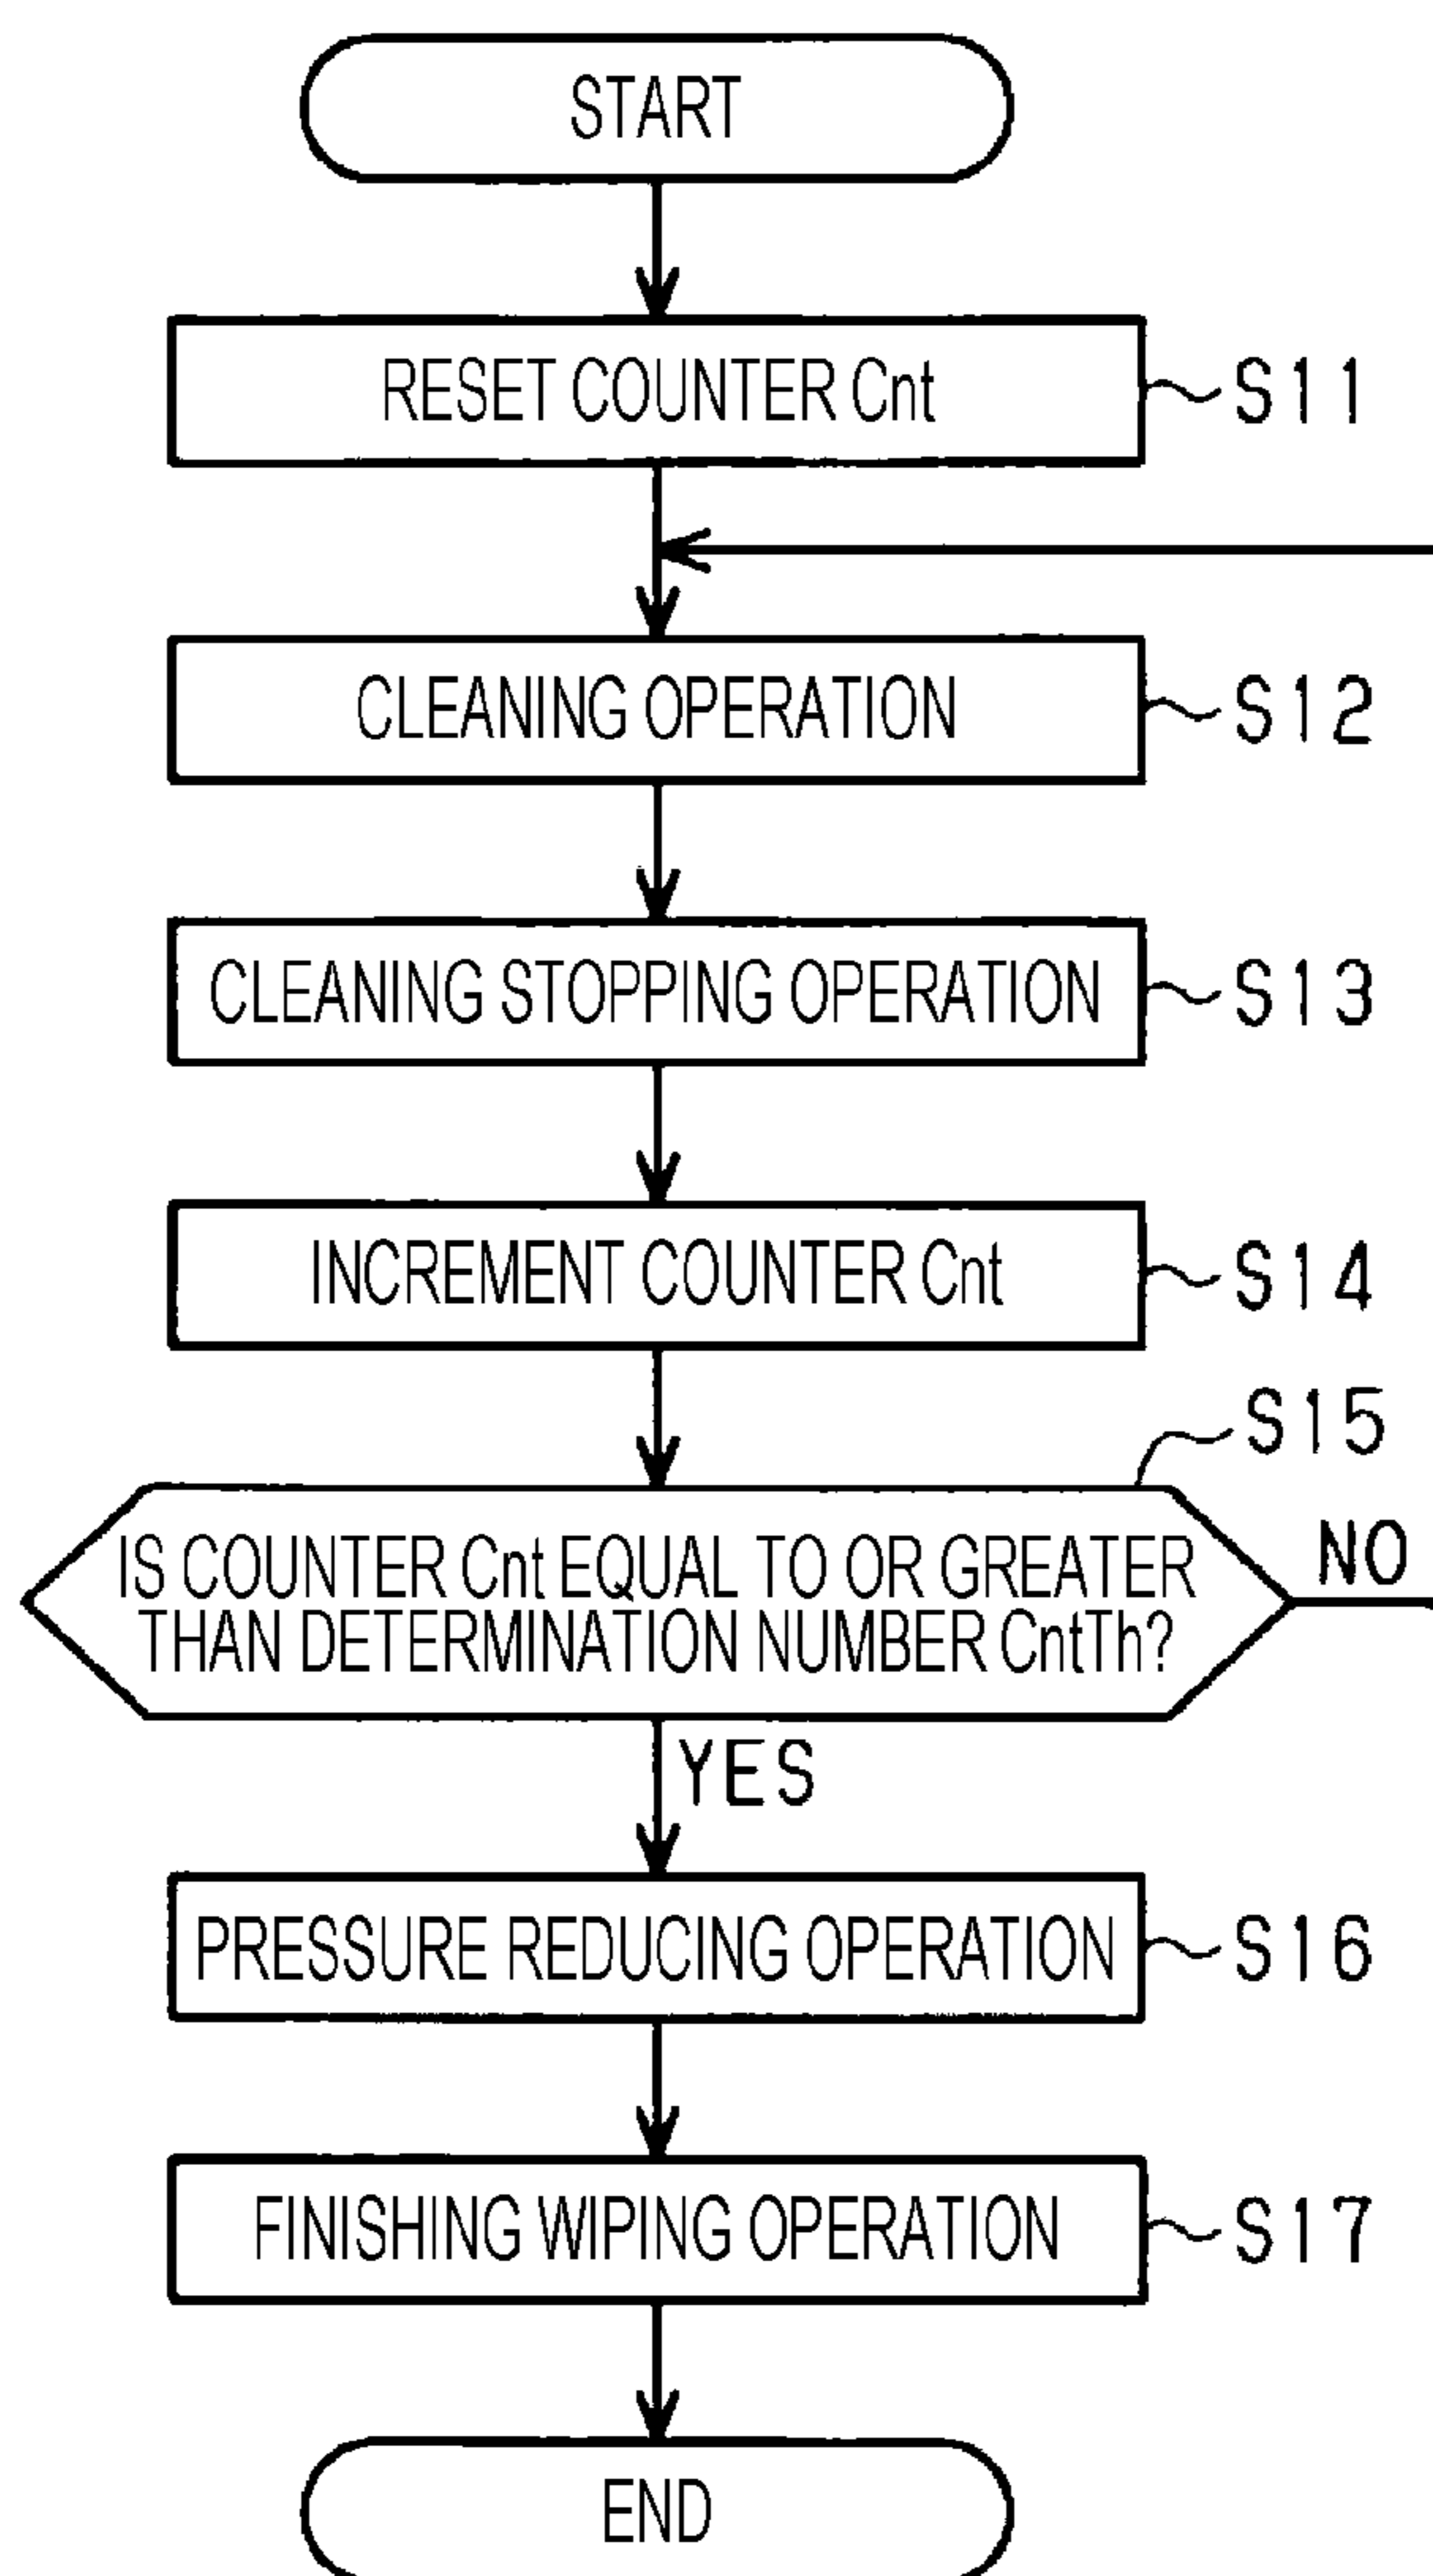 START
RESET COUNTER Cnt
S11
CLEANING OPERATION
S12
CLEANING STOPPING OPERATION
S13
INCREMENT COUNTER Cnt
S14
S15
IS COUNTER Cnt EQUAL TO OR GREATER
THAN DETERMINATION NUMBER CntTh?
NO
YES
PRESSURE REDUCING OPERATION
S16
FINISHING WIPING OPERATION
S17
END